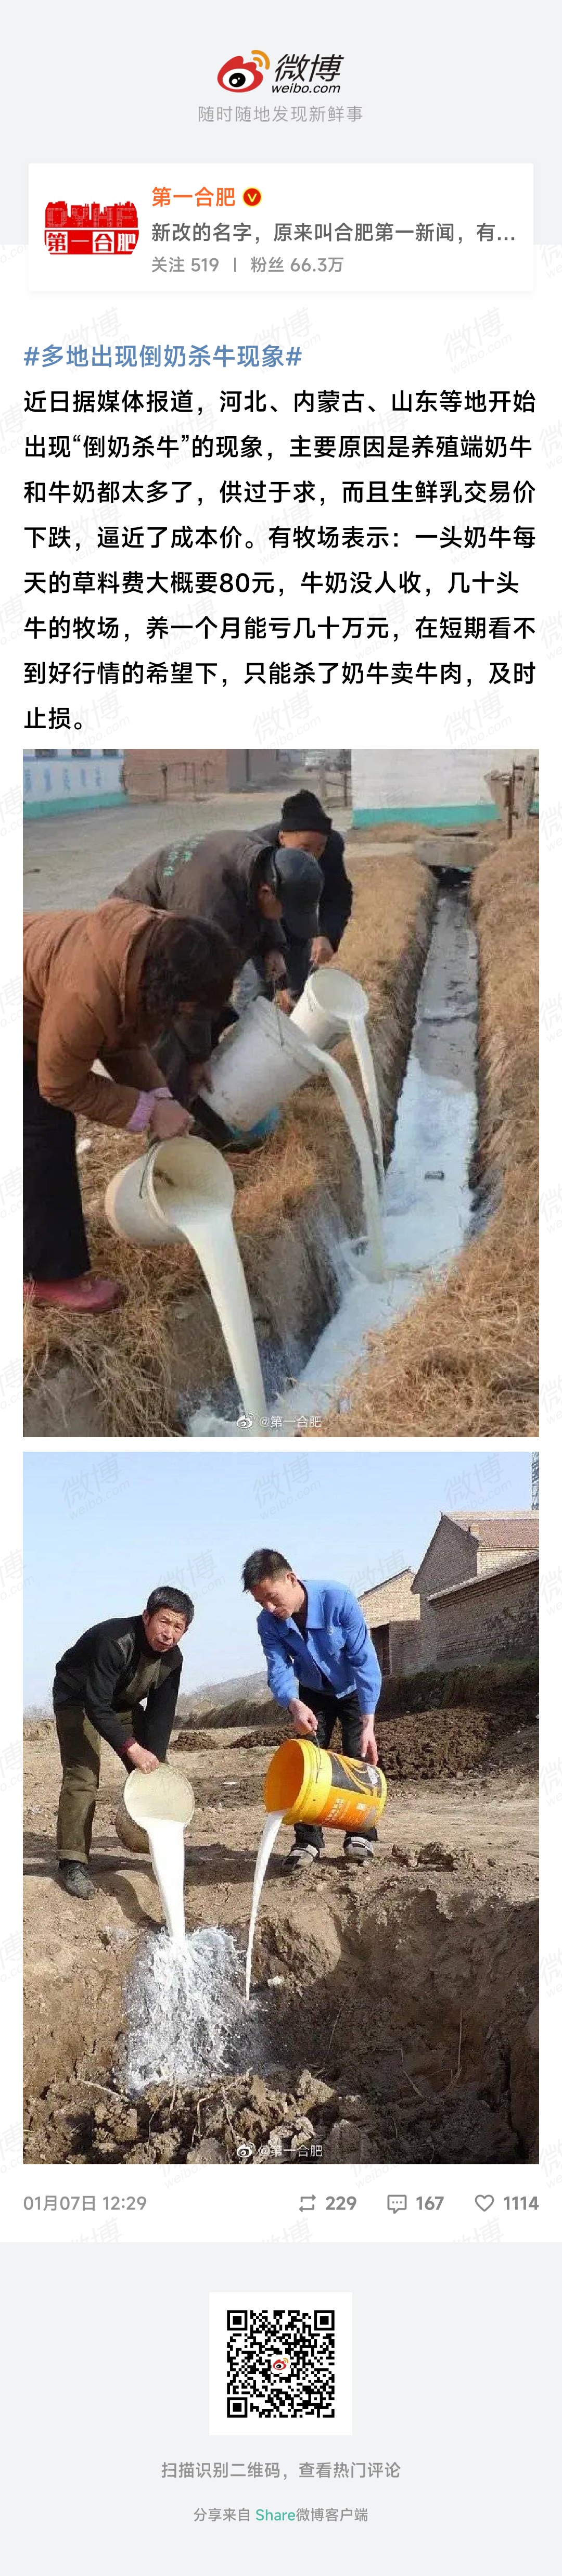 微博
weibo.com
随时随地发现新鲜事
DYHF
第一合肥
第一合肥
新改的名字，原来叫合肥第一新闻，有...
关注 519 | 粉丝 66.3万
#多地出现倒奶杀牛现象#
近日据媒体报道，河北、内蒙古、山东等地开始
出现“倒奶杀牛”的现象，主要原因是养殖端奶牛
和牛奶都太多了，供过于求，而且生鲜乳交易价
下跌，逼近了成本价。有牧场表示：一头奶牛每
天的草料费大概要80元，牛奶没人收，几十头
牛的牧场，养一个月能亏几十万元，在短期看不
到好行情的希望下，只能杀了奶牛卖牛肉，及时
止损。
@第一合肥
@第一合肥
01月07日 12:29 229 167 1114
扫描识别二维码，查看热门评论
分享来自 Share微博客户端